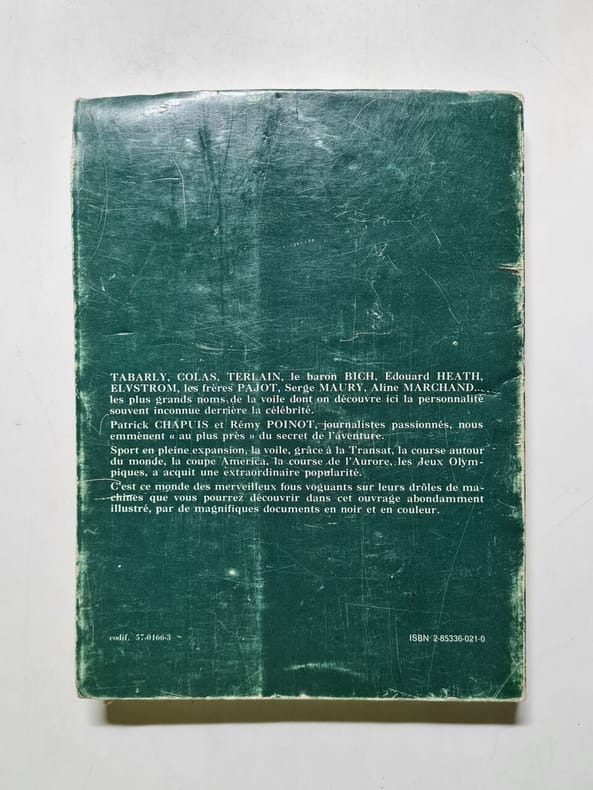 TABARLY, COLAS, TERLAIN, le baron BICH, Edouard HEATH,
ELVSTROM, les frères PAJOT, Serge MAURY, Aline MARCHAND...
les plus grands noms de la voile dont on découvre ici la personnalité
souvent inconnue derrière la célébrité.
Patrick CHAPUIS et Rémy POINOT, journalistes passionnés, nous
emmènent « au plus près » du secret de l'aventure.
Sport en pleine expansion, la voile, grâce à la Transat, la course autour
du monde, la coupe America, la course de l'Aurore, les Jeux Olym-
piques, a acquit une extraordinaire popularité.
C'est ce monde des merveilleux fous voguants sur leurs drôles de ma-
chines que vous pourrez découvrir dans cet ouvrage abondamment
illustré, par de magnifiques documents en noir et en couleur.
codif. 57-0166-3
ISBN 2-85336-021-0